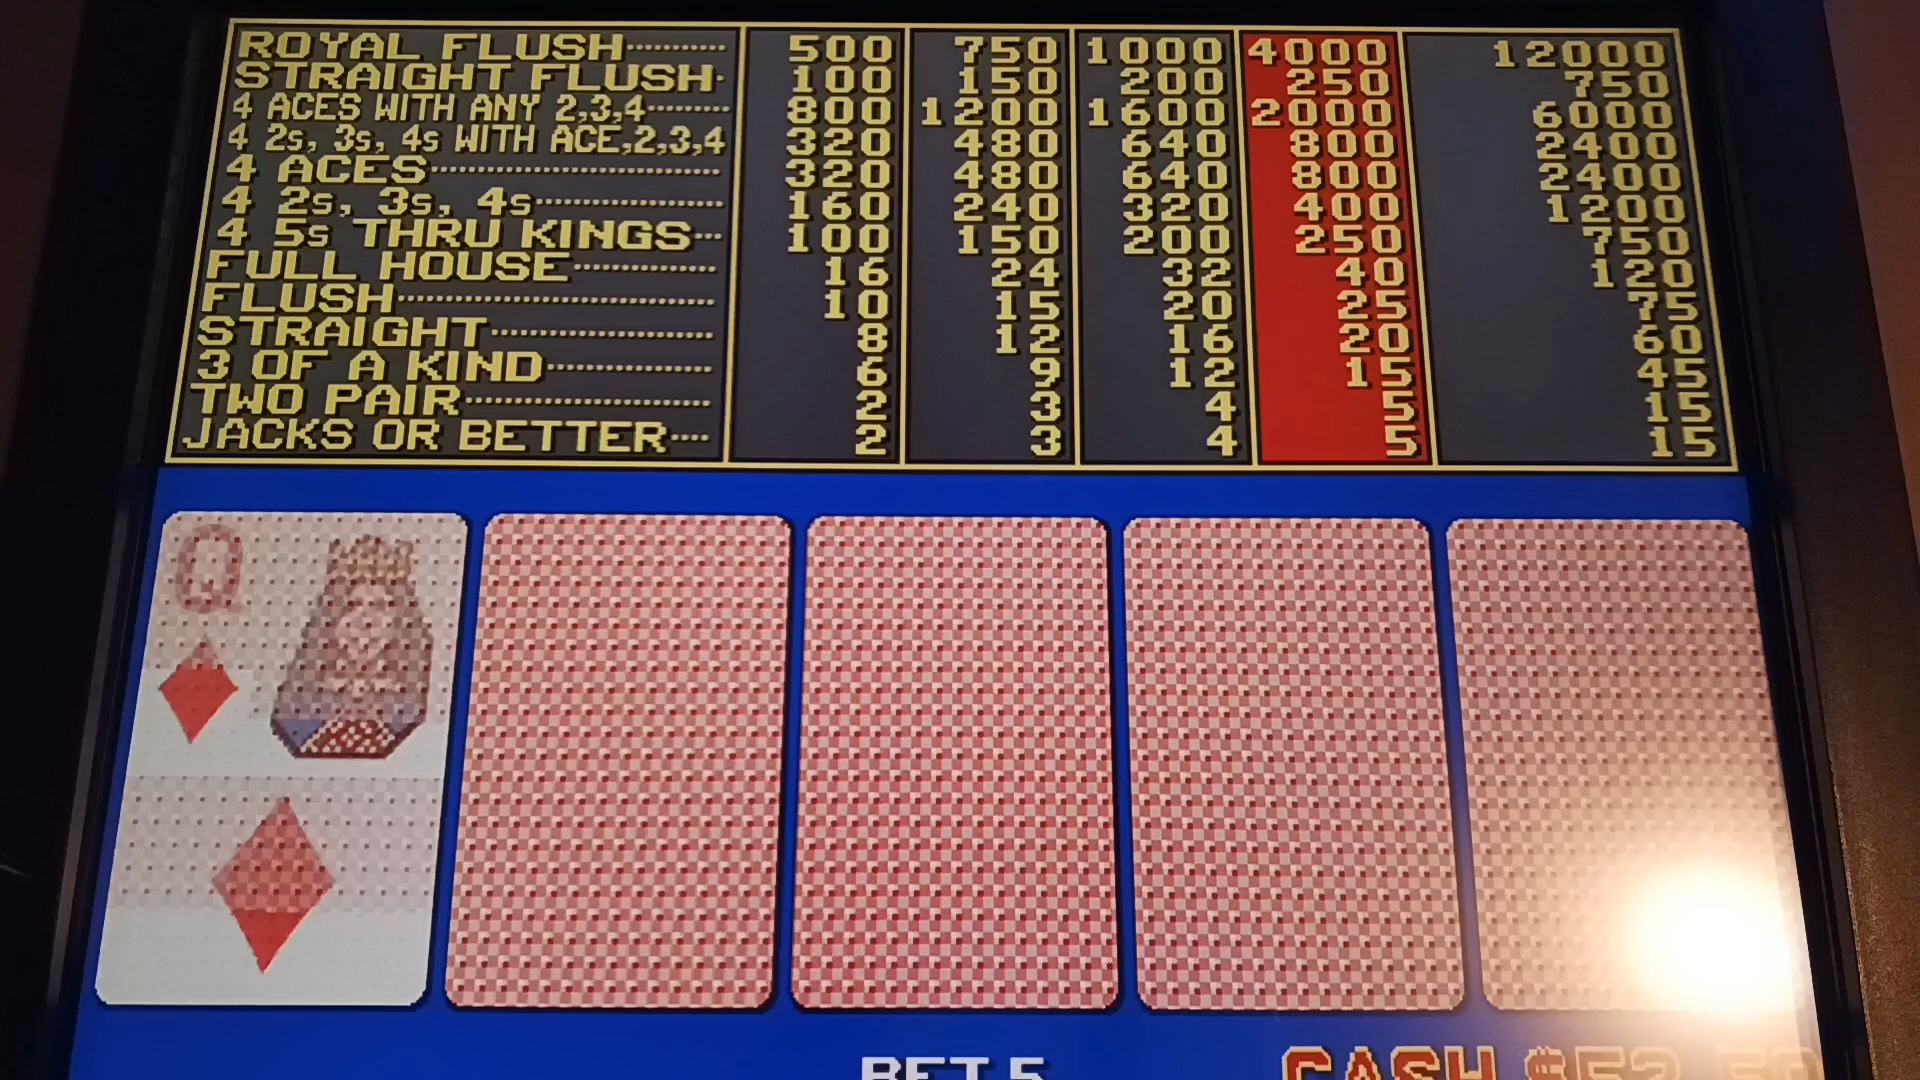 ROYAL FLUSH 500 750 1000 4000 12000
STRAIGHT FLUSH 100 150 200 250 750
4 ACES WITH ANY 2,3,4 800 1200 1600 2000 6000
4 2s, 3s, 4s WITH ACE,2,3,4 320 480 640 800 2400
4 ACES 320 480 640 800 2400
4 2s, 3s, 4s 160 240 320 400 1200
4 5s THRU KINGS 100 150 200 250 750
FULL HOUSE 16 24 32 40 120
FLUSH 10 15 20 25 75
STRAIGHT 8 12 16 20 60
3 OF A KIND 6 9 12 15 45
TWO PAIR 2 3 4 5 15
JACKS OR BETTER 2 3 4 5 15
Q
BET 5 CASH